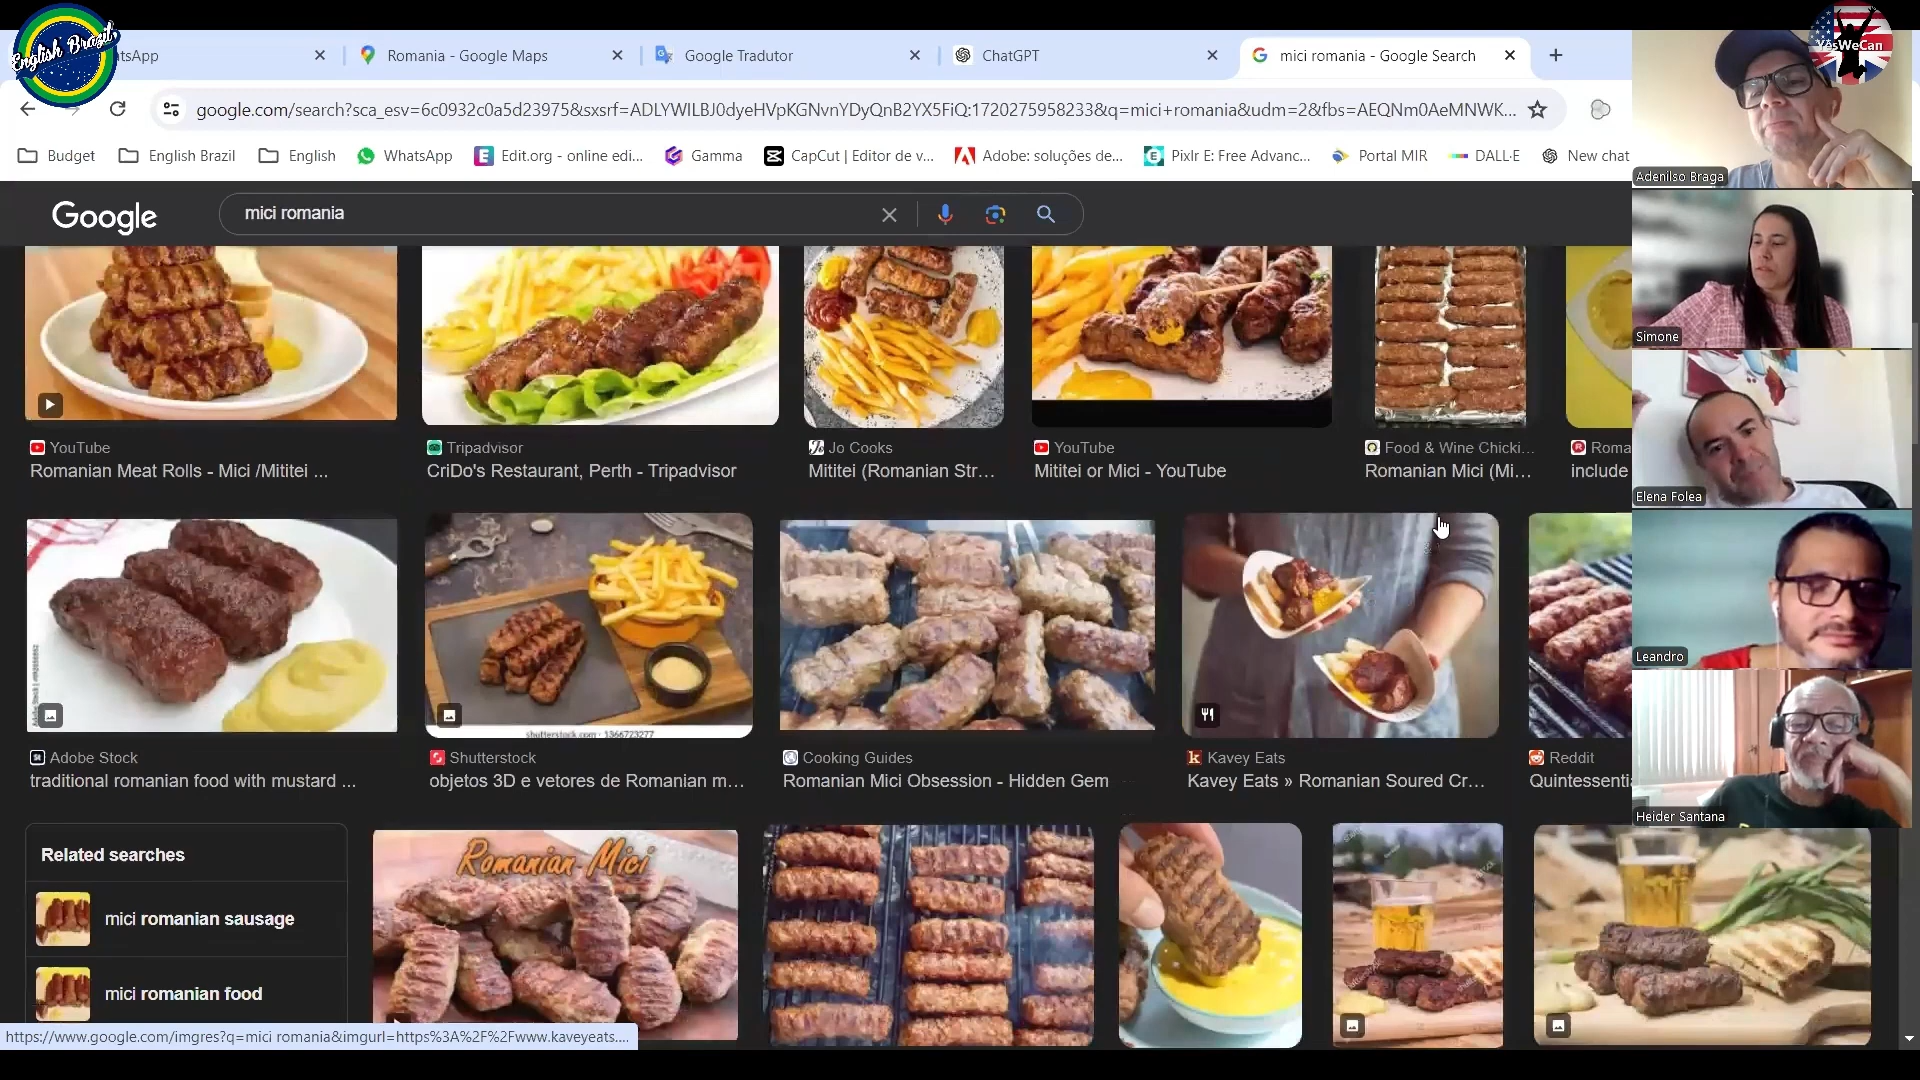 English Brazil
atsApp
Romania - Google Maps
Google Tradutor
ChatGPT
mici romania - Google Search
YesWeCan
google.com/search?sca_esv=6c0932c0a5d23975&sxsrf=ADLYWILBJ0dyeHVpKGNvnYDyQnB2YX5FiQ:1720275958233&q=mici+romania&udm=2&fbs=AEQNm0AeMNWK...
Budget
English Brazil
English
WhatsApp
Edit.org - online edi...
Gamma
CapCut | Editor de v...
Adobe: soluções de...
Pixlr E: Free Advanc...
Portal MIR
DALL·E
New chat
Adenilso Braga
Google
mici romania
Simone
YouTube
Romanian Meat Rolls - Mici /Mititei ...
Tripadvisor
CriDo's Restaurant, Perth - Tripadvisor
Jo Cooks
Mititei (Romanian Str...
YouTube
Mititei or Mici - YouTube
Food & Wine Chicki...
Romanian Mici (Mi...
Roma
include
Elena Folea
Leandro
shutterstock.com · 1366723277
Adobe Stock
traditional romanian food with mustard ...
Shutterstock
objetos 3D e vetores de Romanian m...
Cooking Guides
Romanian Mici Obsession - Hidden Gem
Kavey Eats
Kavey Eats » Romanian Soured Cr...
Reddit
Quintessenti
Heider Santana
Related searches
mici romanian sausage
mici romanian food
Romanian Mici
https://www.google.com/imgres?q=mici romania&imgurl=https%3A%2F%2Fwww.kaveyeats....